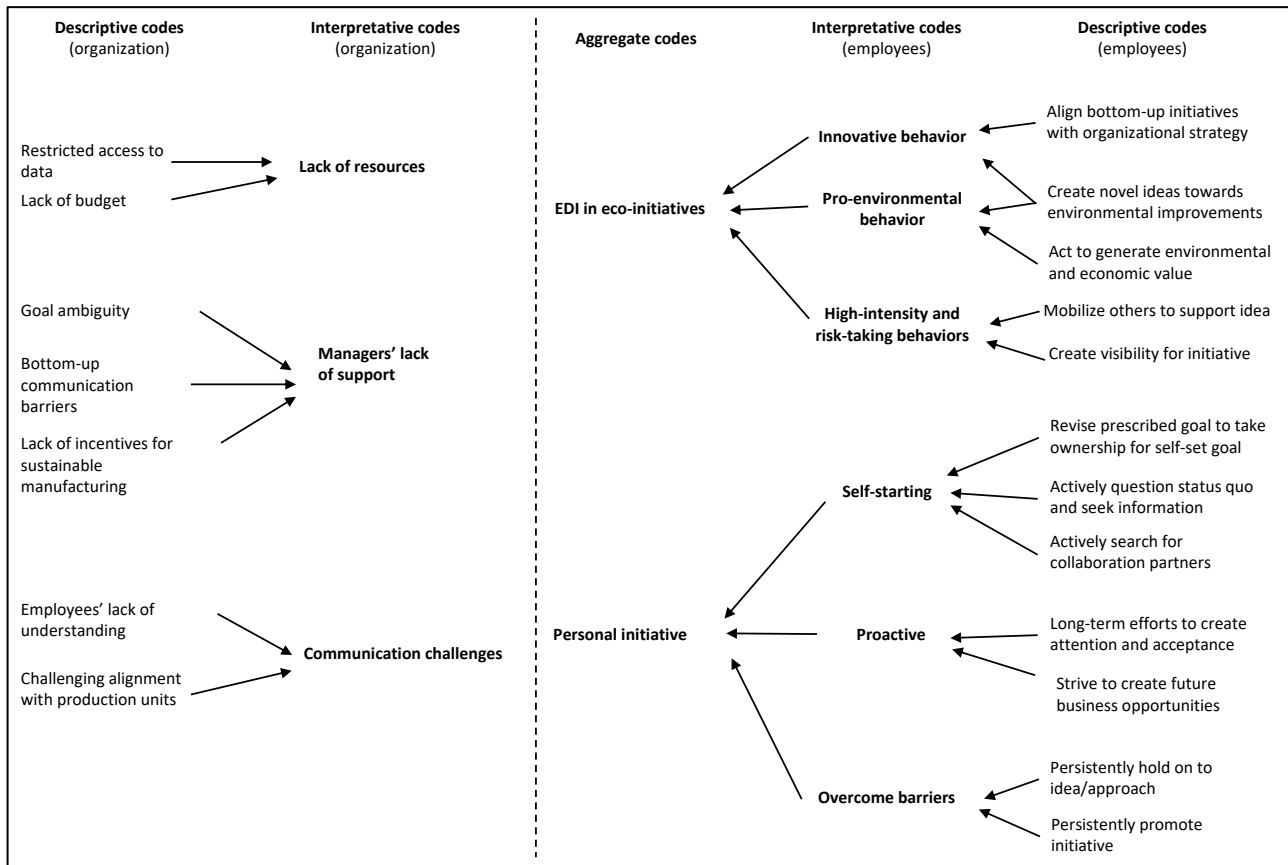 Descriptive codes
(organization)
Interpretative codes
(organization)
Aggregate codes
Interpretative codes
(employees)
Descriptive codes
(employees)
Restricted access to
data
Lack of budget
Lack of resources
Goal ambiguity
Bottom-up
communication
barriers
Lack of incentives for
sustainable
manufacturing
Managers’ lack
of support
Employees’ lack of
understanding
Challenging alignment
with production units
Communication challenges
EDI in eco-initiatives
Innovative behavior
Pro-environmental
behavior
High-intensity and
risk-taking behaviors
Align bottom-up initiatives
with organizational strategy
Create novel ideas towards
environmental improvements
Act to generate environmental
and economic value
Mobilize others to support idea
Create visibility for initiative
Personal initiative
Self-starting
Proactive
Overcome barriers
Revise prescribed goal to take
ownership for self-set goal
Actively question status quo
and seek information
Actively search for
collaboration partners
Long-term efforts to create
attention and acceptance
Strive to create future
business opportunities
Persistently hold on to
idea/approach
Persistently promote
initiative